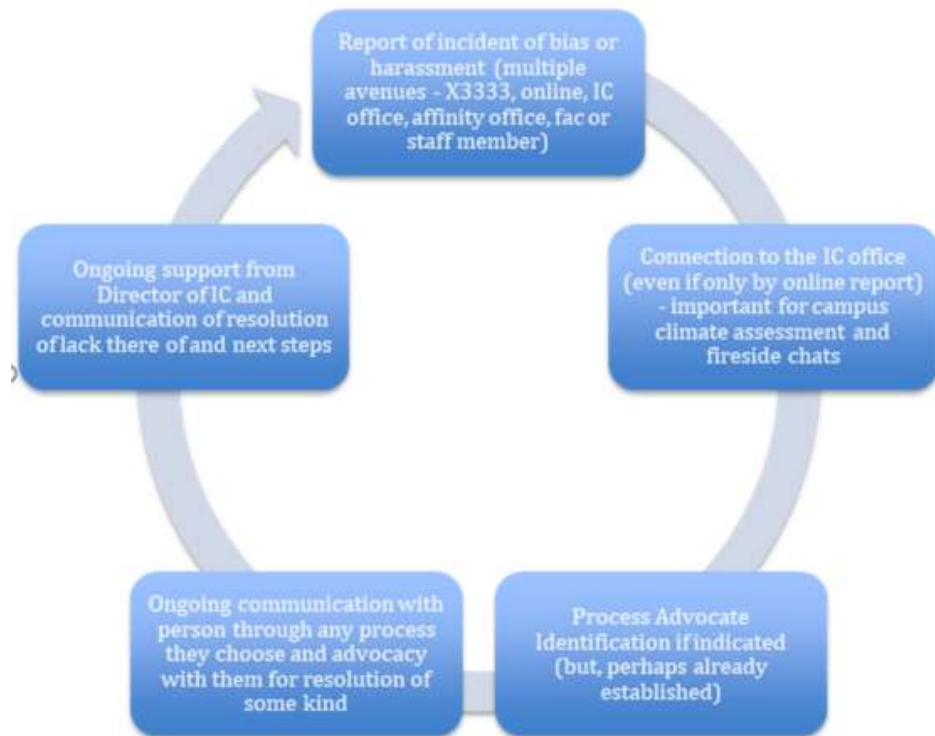 Report of incident of bias or
harassment (multiple
avenues - X3333, online, IC
office, affinity office, fac or
staff member)
Connection to the IC office
(even if only by online report)
- important for campus
climate assessment and
fireside chats
Process Advocate
Identification if indicated
(but, perhaps already
established)
Ongoing communication with
person through any process
they choose and advocacy
with them for resolution of
some kind
Ongoing support from
Director of IC and
communication of resolution
of lack there of and next steps